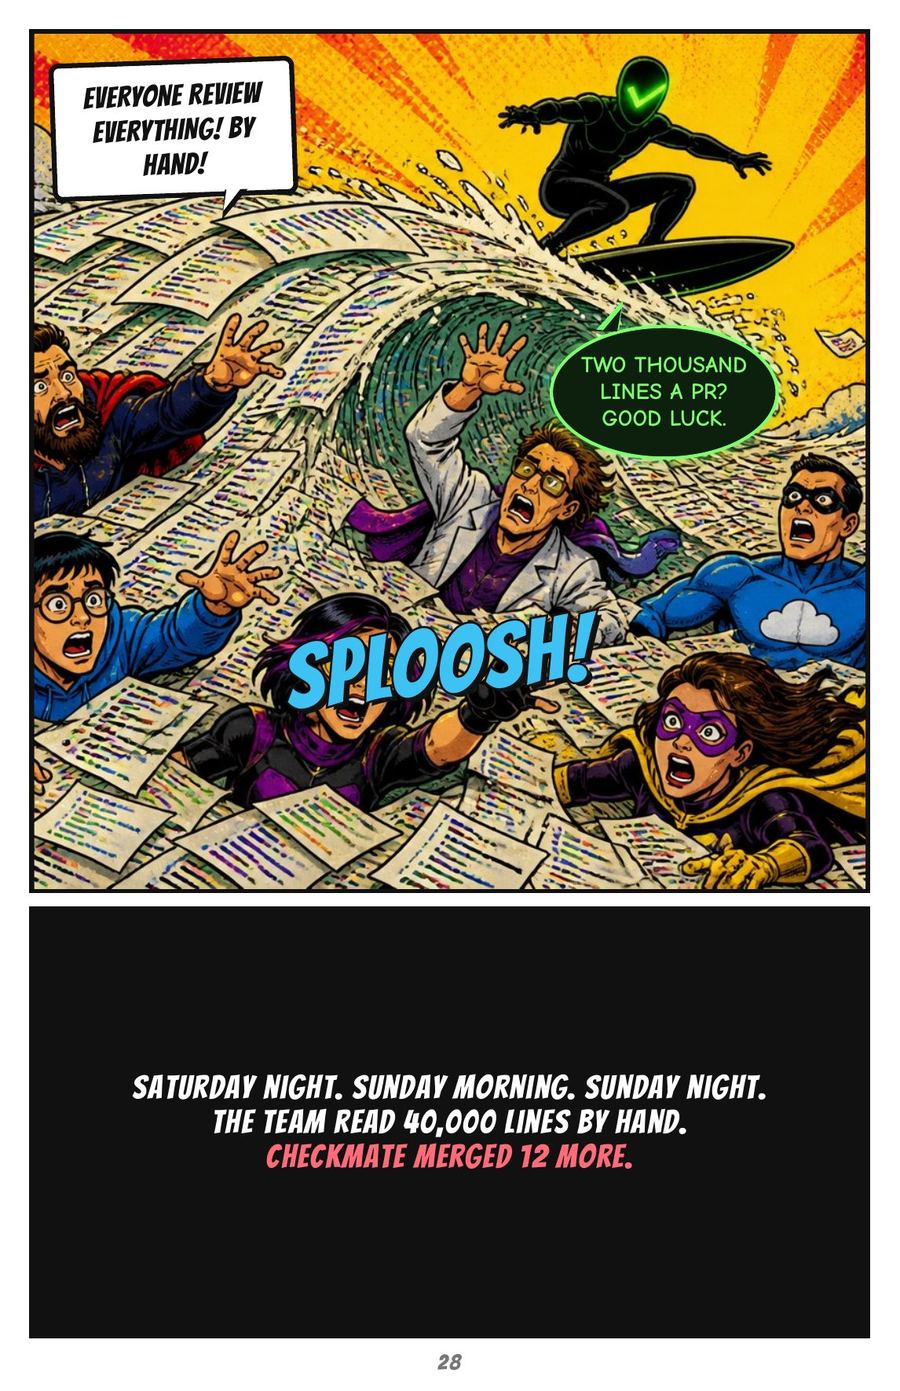 EVERYONE REVIEW
EVERYTHING! BY
HAND!
TWO THOUSAND
LINES A PR?
GOOD LUCK.
SPLOOSH!
SATURDAY NIGHT. SUNDAY MORNING. SUNDAY NIGHT.
THE TEAM READ 40,000 LINES BY HAND.
CHECKMATE MERGED 12 MORE.
28